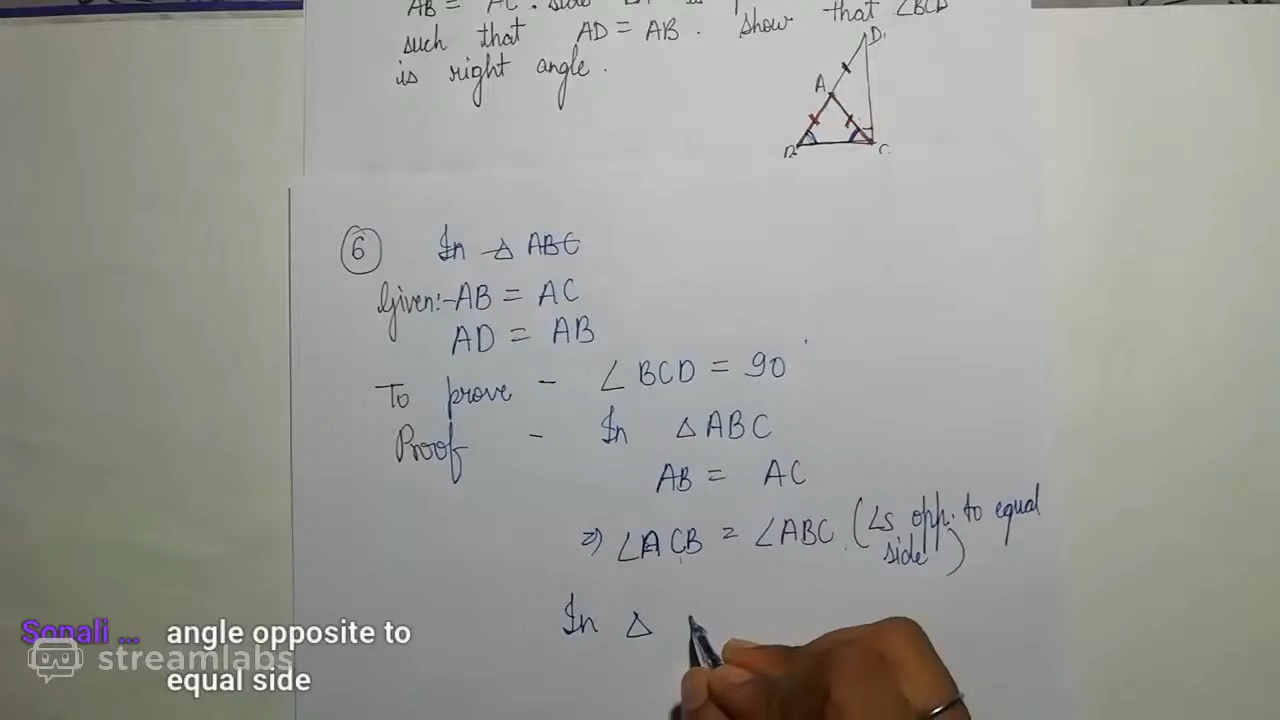 AB = AC . side
such that AD = AB . Show that ∠BCD
is right angle .
D
A
B
C
6 In △ ABC
Given:- AB = AC
AD = AB
To prove - ∠ BCD = 90
Proof - In △ ABC
AB = AC
=> ∠ACB = ∠ABC (∠s opp. to equal
side)
In △
Sonali ... angle opposite to
equal side
streamlabs